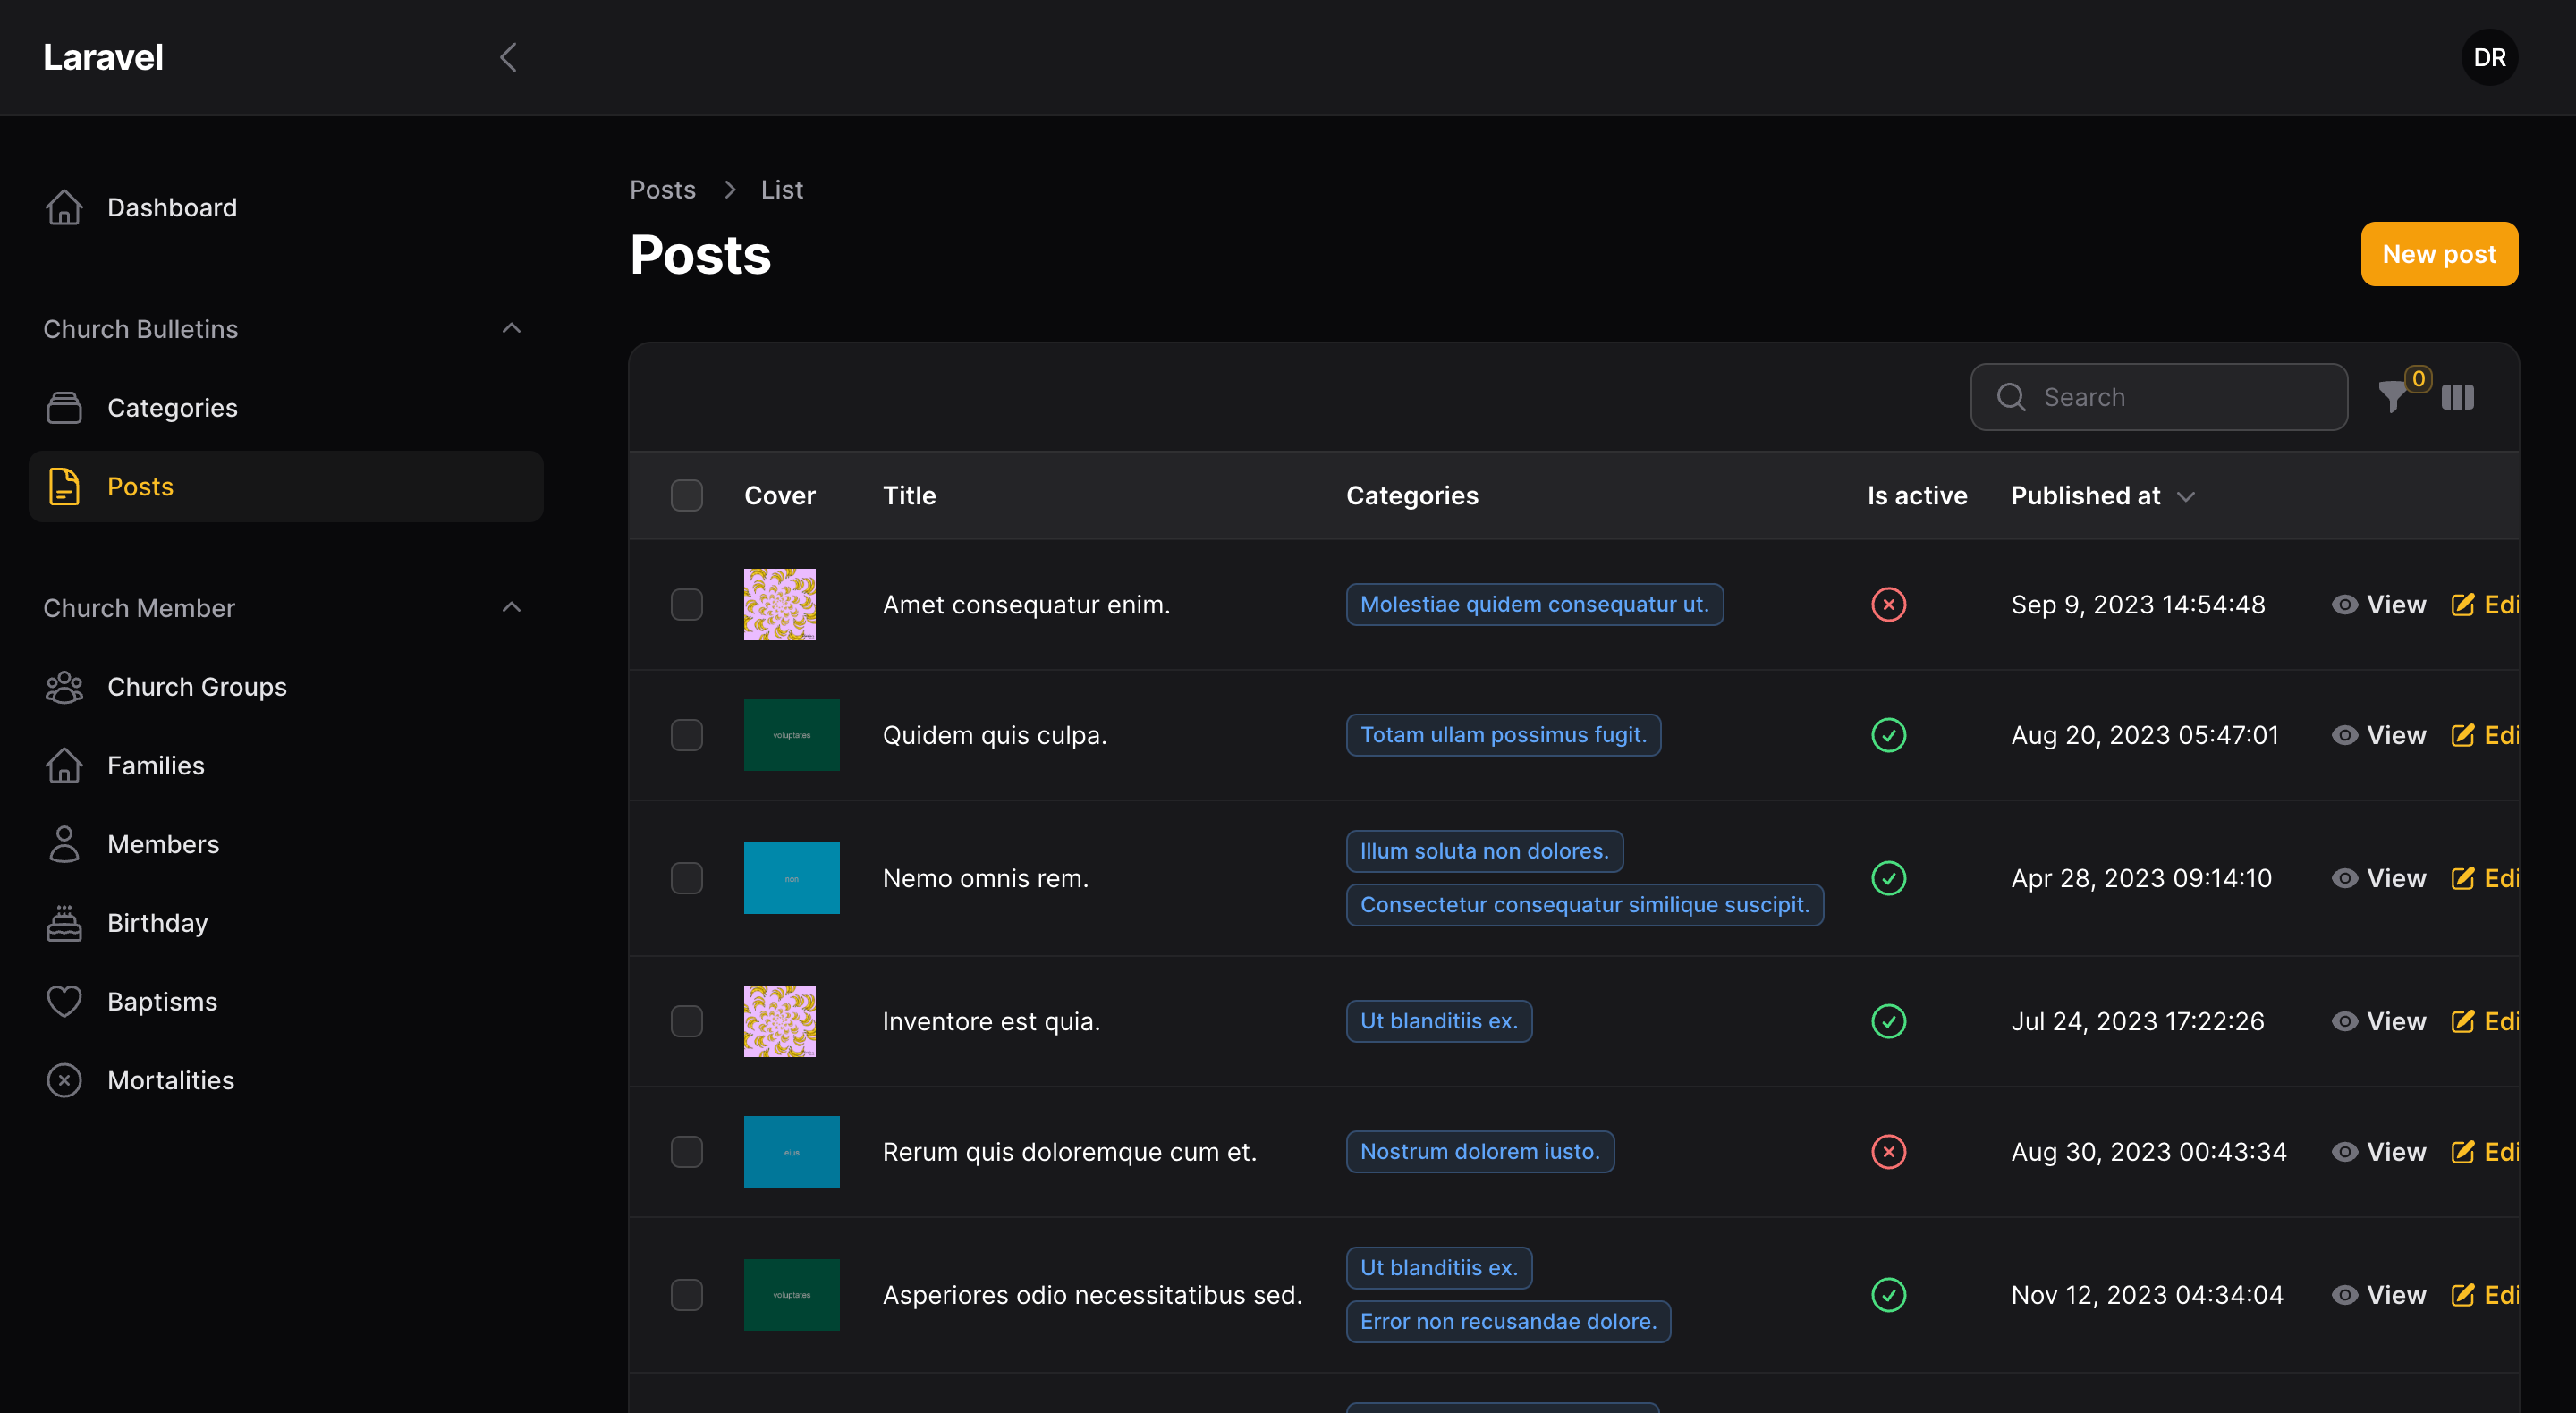 Laravel
DR
Dashboard
Church Bulletins
Categories
Posts
Church Member
Church Groups
Families
Members
Birthday
Baptisms
Mortalities
Posts List
Posts
New post
Search
0
Cover Title Categories Is active Published at
Amet consequatur enim. Molestiae quidem consequatur ut. Sep 9, 2023 14:54:48 View Edi
voluptates Quidem quis culpa. Totam ullam possimus fugit. Aug 20, 2023 05:47:01 View Edi
non Nemo omnis rem. Illum soluta non dolores. Apr 28, 2023 09:14:10 View Edi
Consectetur consequatur similique suscipit.
Inventore est quia. Ut blanditiis ex. Jul 24, 2023 17:22:26 View Edi
eius Rerum quis doloremque cum et. Nostrum dolorem iusto. Aug 30, 2023 00:43:34 View Edi
voluptates Asperiores odio necessitatibus sed. Ut blanditiis ex. Nov 12, 2023 04:34:04 View Edi
Error non recusandae dolore.